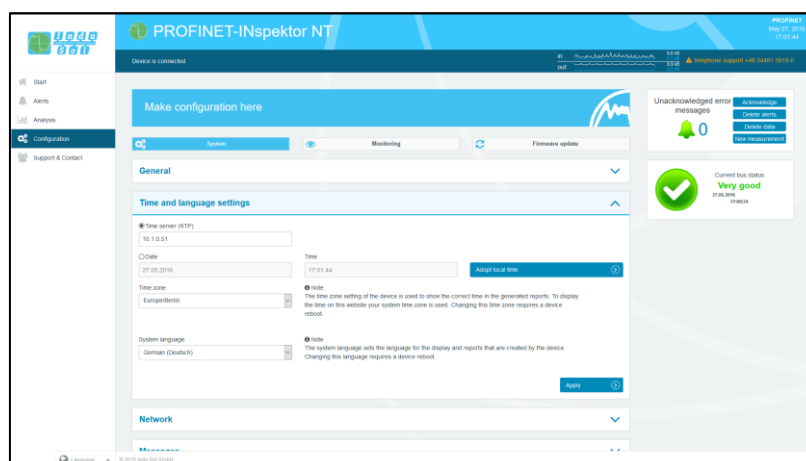 Indu
Sol
PROFINET-INspektor NT
PROFINET
May 27, 2016
17:01:44
Device is connected
in:
out:
Telephone support +49 34491 5818-0
Start
Alerts
Analysis
Configuration
Support & Contact
Make configuration here
System
Monitoring
Firmware update
General
Time and language settings
Time server (NTP)
10.1.0.51
Date
Time
27.05.2016
17:01:44
Adopt local time
Time zone
Note
Europe/Berlin
The time zone setting of the device is used to show the correct time in the generated reports. To display
the time on this website your system time zone is used. Changing this time zone requires a device
reboot.
System language
Note
German (Deutsch)
The system language sets the language for the display and reports that are created by the device.
Changing this language requires a device reboot.
Apply
Network
Messages
Unacknowledged error
messages
0
Acknowledge
Delete alerts
Delete data
New measurement
Current bus status
Very good
27.05.2016
17:00:34
Language